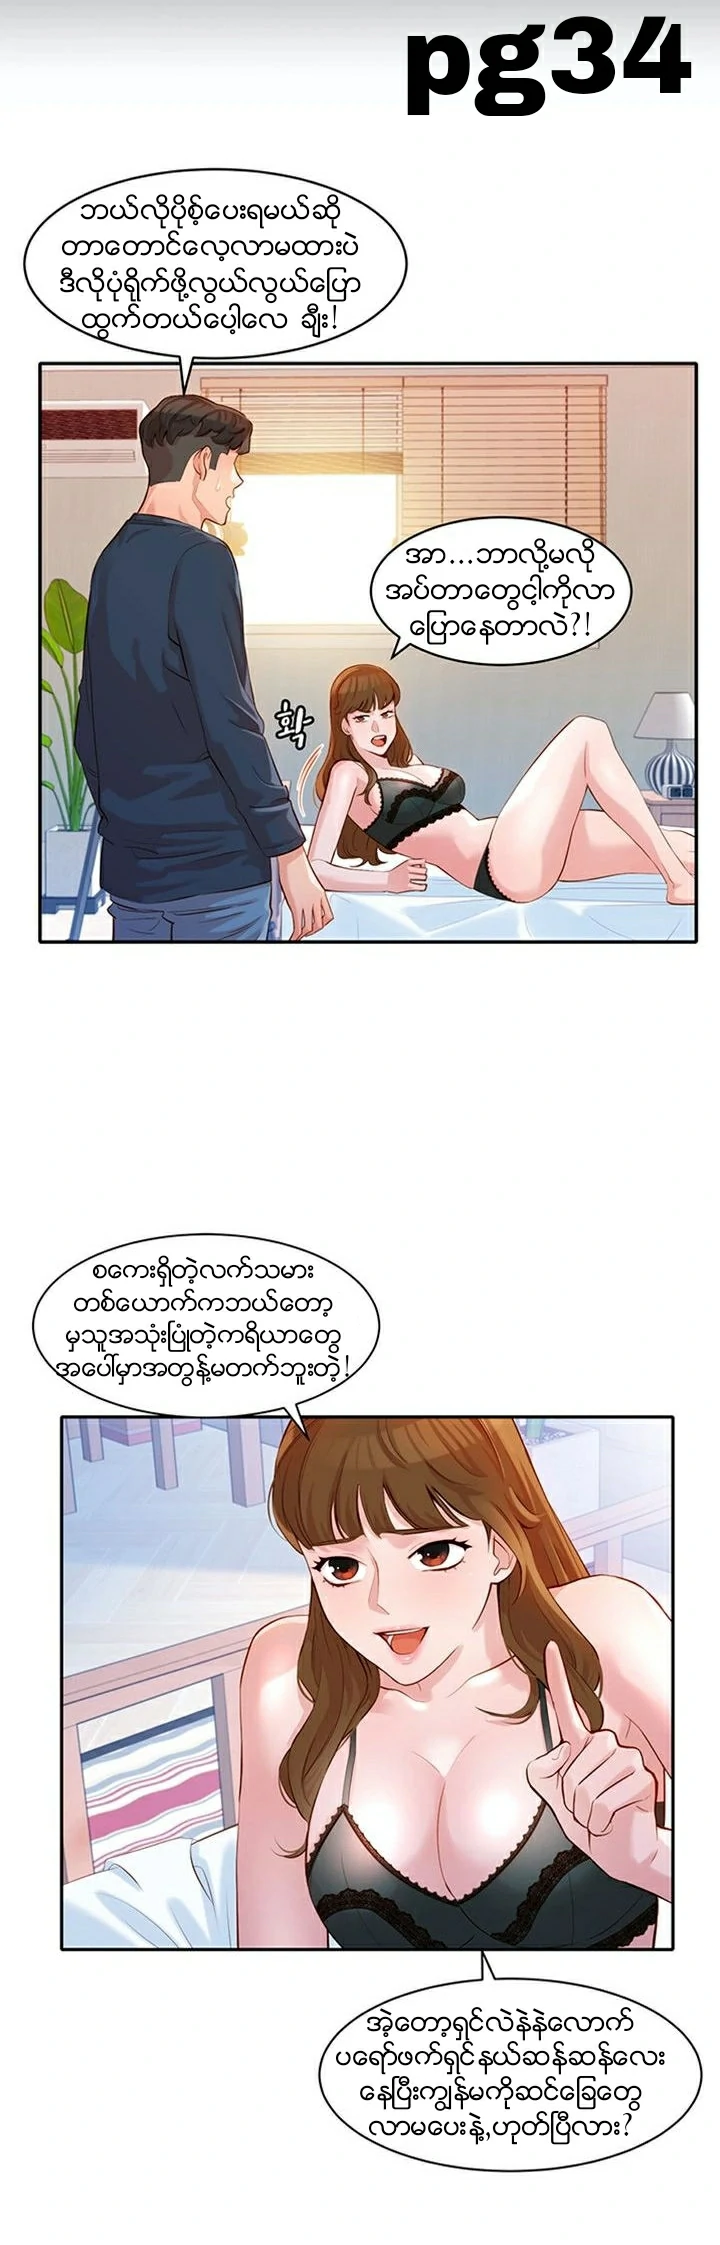 pg34
ဘယ်လိုပိုစ့်ပေးရမယ်ဆို
တာတောင်လေ့လာမထားပဲ
ဒီလိုပုံရိုက်ဖို့လွယ်လွယ်ပြော
ထွက်တယ်ပေါ့လေ ချီး!
အာ...ဘာလို့မလို
အပ်တာတွေငါ့ကိုလာ
ပြောနေတာလဲ?!
확
စကေးရှိတဲ့လက်သမား
တစ်ယောက်ကဘယ်တော့
မှသူအသုံးပြုတဲ့ကရိယာတွေ
အပေါ်မှာအတွန့်မတက်ဘူးတဲ့!
အဲ့တော့ရှင်လဲနဲနဲလောက်
ပရော်ဖက်ရှင်နယ်ဆန်ဆန်လေး
နေပြီးကျွန်မကိုဆင်ခြေတွေ
လာမပေးနဲ့,ဟုတ်ပြီလား?